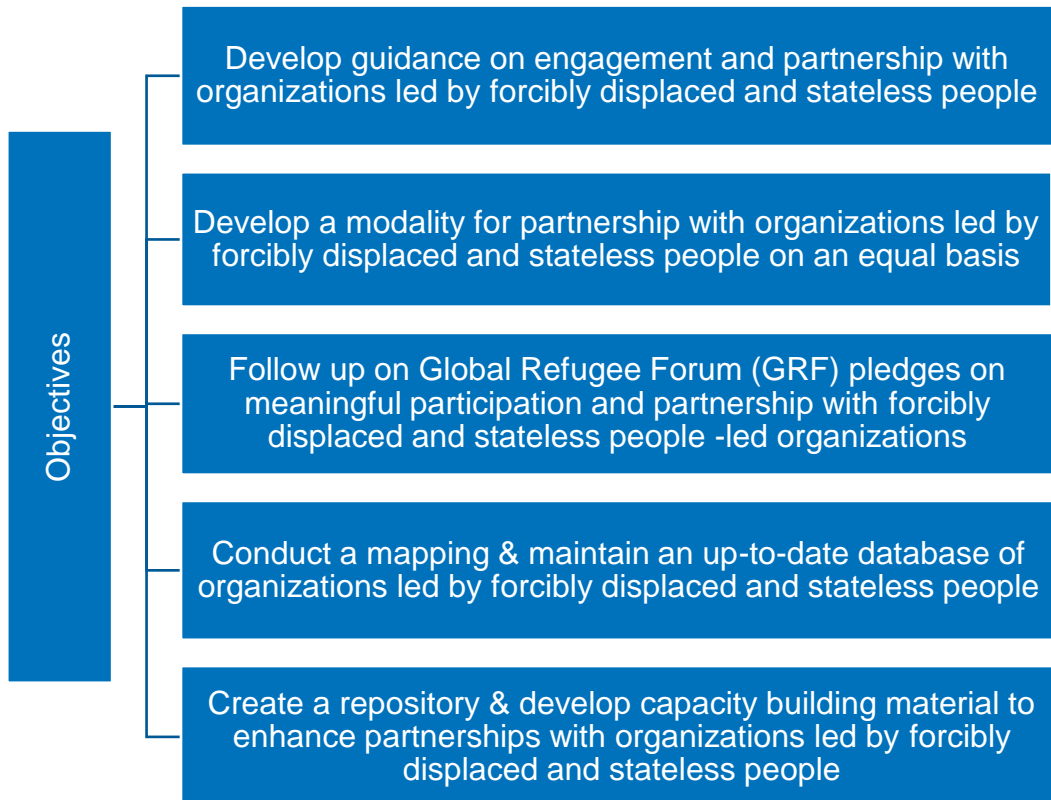 Objectives
Develop guidance on engagement and partnership with
organizations led by forcibly displaced and stateless people
Develop a modality for partnership with organizations led by
forcibly displaced and stateless people on an equal basis
Follow up on Global Refugee Forum (GRF) pledges on
meaningful participation and partnership with forcibly
displaced and stateless people -led organizations
Conduct a mapping & maintain an up-to-date database of
organizations led by forcibly displaced and stateless people
Create a repository & develop capacity building material to
enhance partnerships with organizations led by forcibly
displaced and stateless people